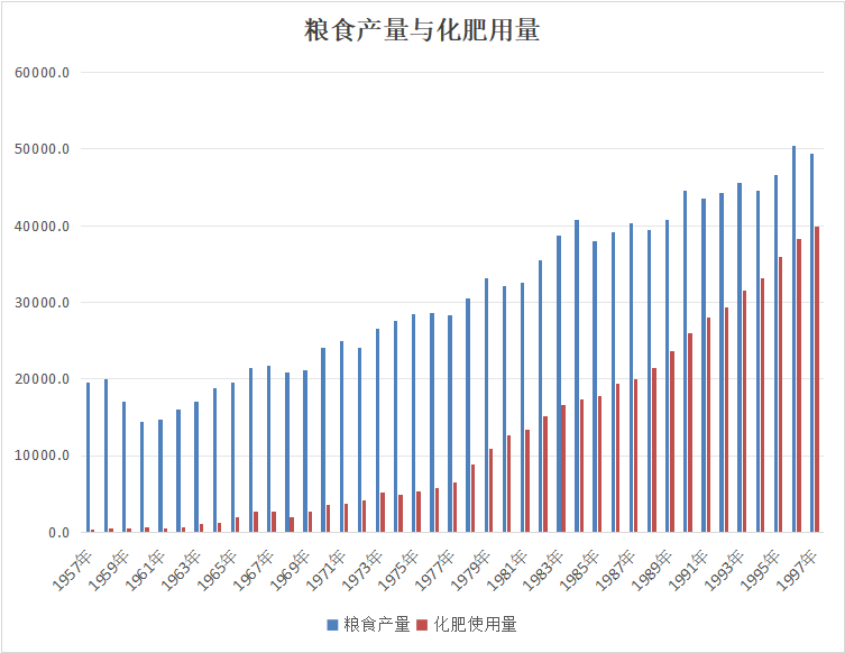 粮食产量与化肥用量
60000.0
50000.0
40000.0
30000.0
20000.0
10000.0
0.0
1957年
1959年
1961年
1963年
1965年
1967年
1969年
1971年
1973年
1975年
1977年
1979年
1981年
1983年
1985年
1987年
1989年
1991年
1993年
1995年
1997年
粮食产量 化肥使用量